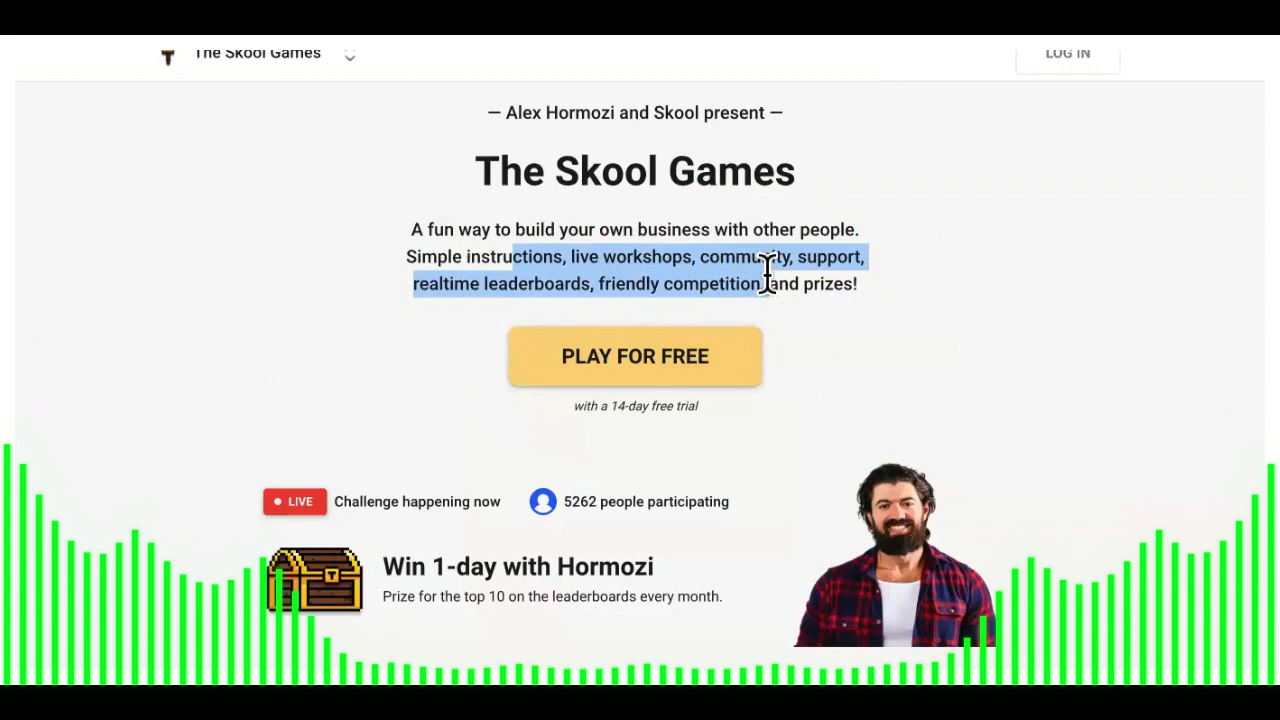 The Skool Games
LOG IN
— Alex Hormozi and Skool present —
The Skool Games
A fun way to build your own business with other people.
Simple instructions, live workshops, community, support,
realtime leaderboards, friendly competition, and prizes!
PLAY FOR FREE
with a 14-day free trial
LIVE Challenge happening now 5262 people participating
Win 1-day with Hormozi
Prize for the top 10 on the leaderboards every month.